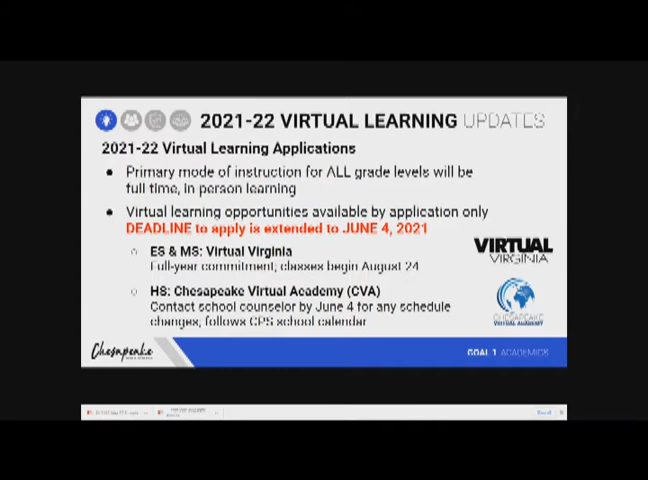 2021-22 VIRTUAL LEARNING UPDATES
2021-22 Virtual Learning Applications
● Primary mode of instruction for ALL grade levels will be
full time, in person learning
● Virtual learning opportunities available by application only
DEADLINE to apply is extended to JUNE 4, 2021
○ ES & MS: Virtual Virginia
Full-year commitment; classes begin August 24
VIRTUAL
VIRGINIA
○ HS: Chesapeake Virtual Academy (CVA)
Contact school counselor by June 4 for any schedule
changes; follows CPS school calendar
CHESAPEAKE
VIRTUAL ACADEMY
Chesapeake
GOAL 1 ACADEMICS